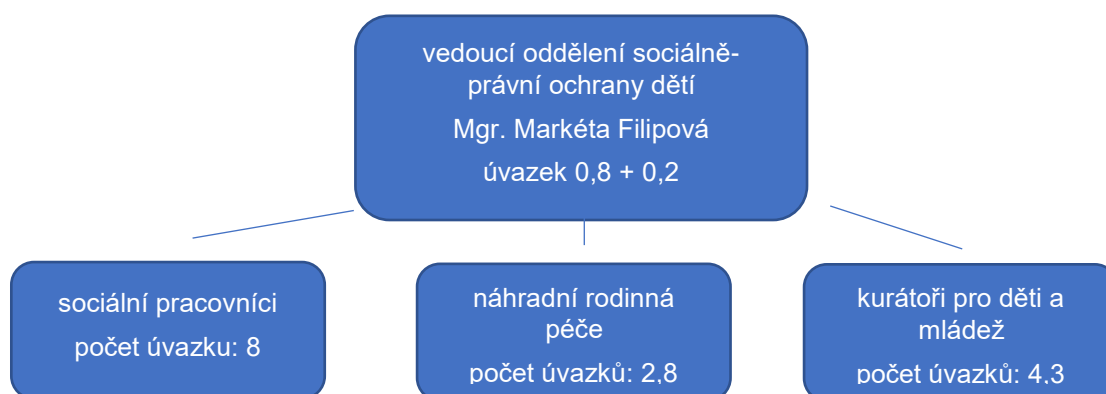 vedoucí oddělení sociálně-
právní ochrany dětí
Mgr. Markéta Filipová
úvazek 0,8 + 0,2
sociální pracovníci
počet úvazku: 8
náhradní rodinná
péče
počet úvazků: 2,8
kurátoři pro děti a
mládež
počet úvazků: 4,3